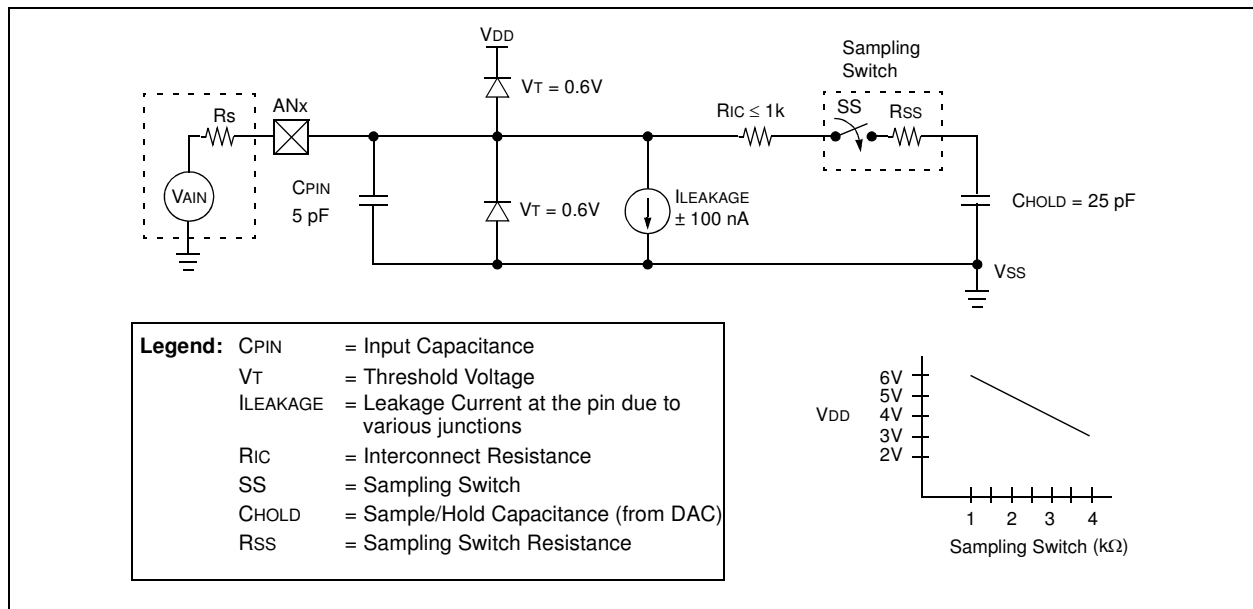 VDD
Sampling
Switch
VT = 0.6V
ANx
Rs
RIC ≤ 1k
SS
RSS
VAIN
CPIN
5 pF
VT = 0.6V
ILEAKAGE
± 100 nA
CHOLD = 25 pF
VSS
Legend: CPIN = Input Capacitance
VT = Threshold Voltage
ILEAKAGE = Leakage Current at the pin due to
various junctions
RIC = Interconnect Resistance
SS = Sampling Switch
CHOLD = Sample/Hold Capacitance (from DAC)
RSS = Sampling Switch Resistance
VDD
6V
5V
4V
3V
2V
1 2 3 4
Sampling Switch (kΩ)